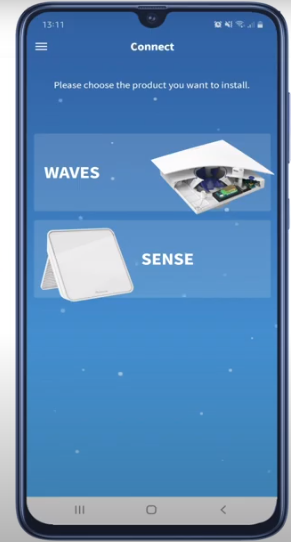 13:11
Connect
Please choose the product you want to install.
WAVES
SENSE